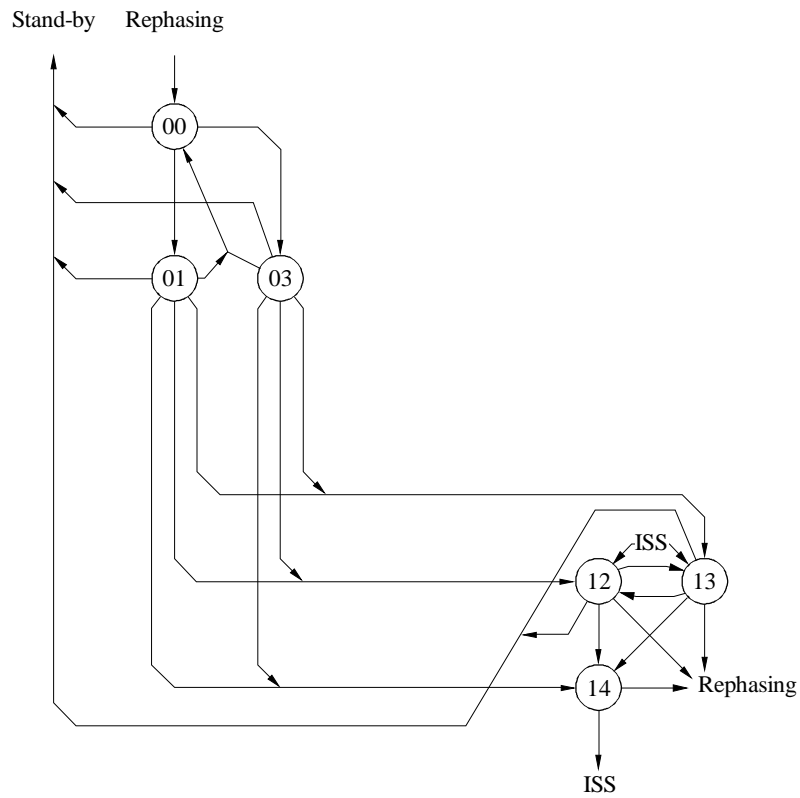 Stand-by Rephasing
00
01 03
ISS
12 13
14 Rephasing
ISS